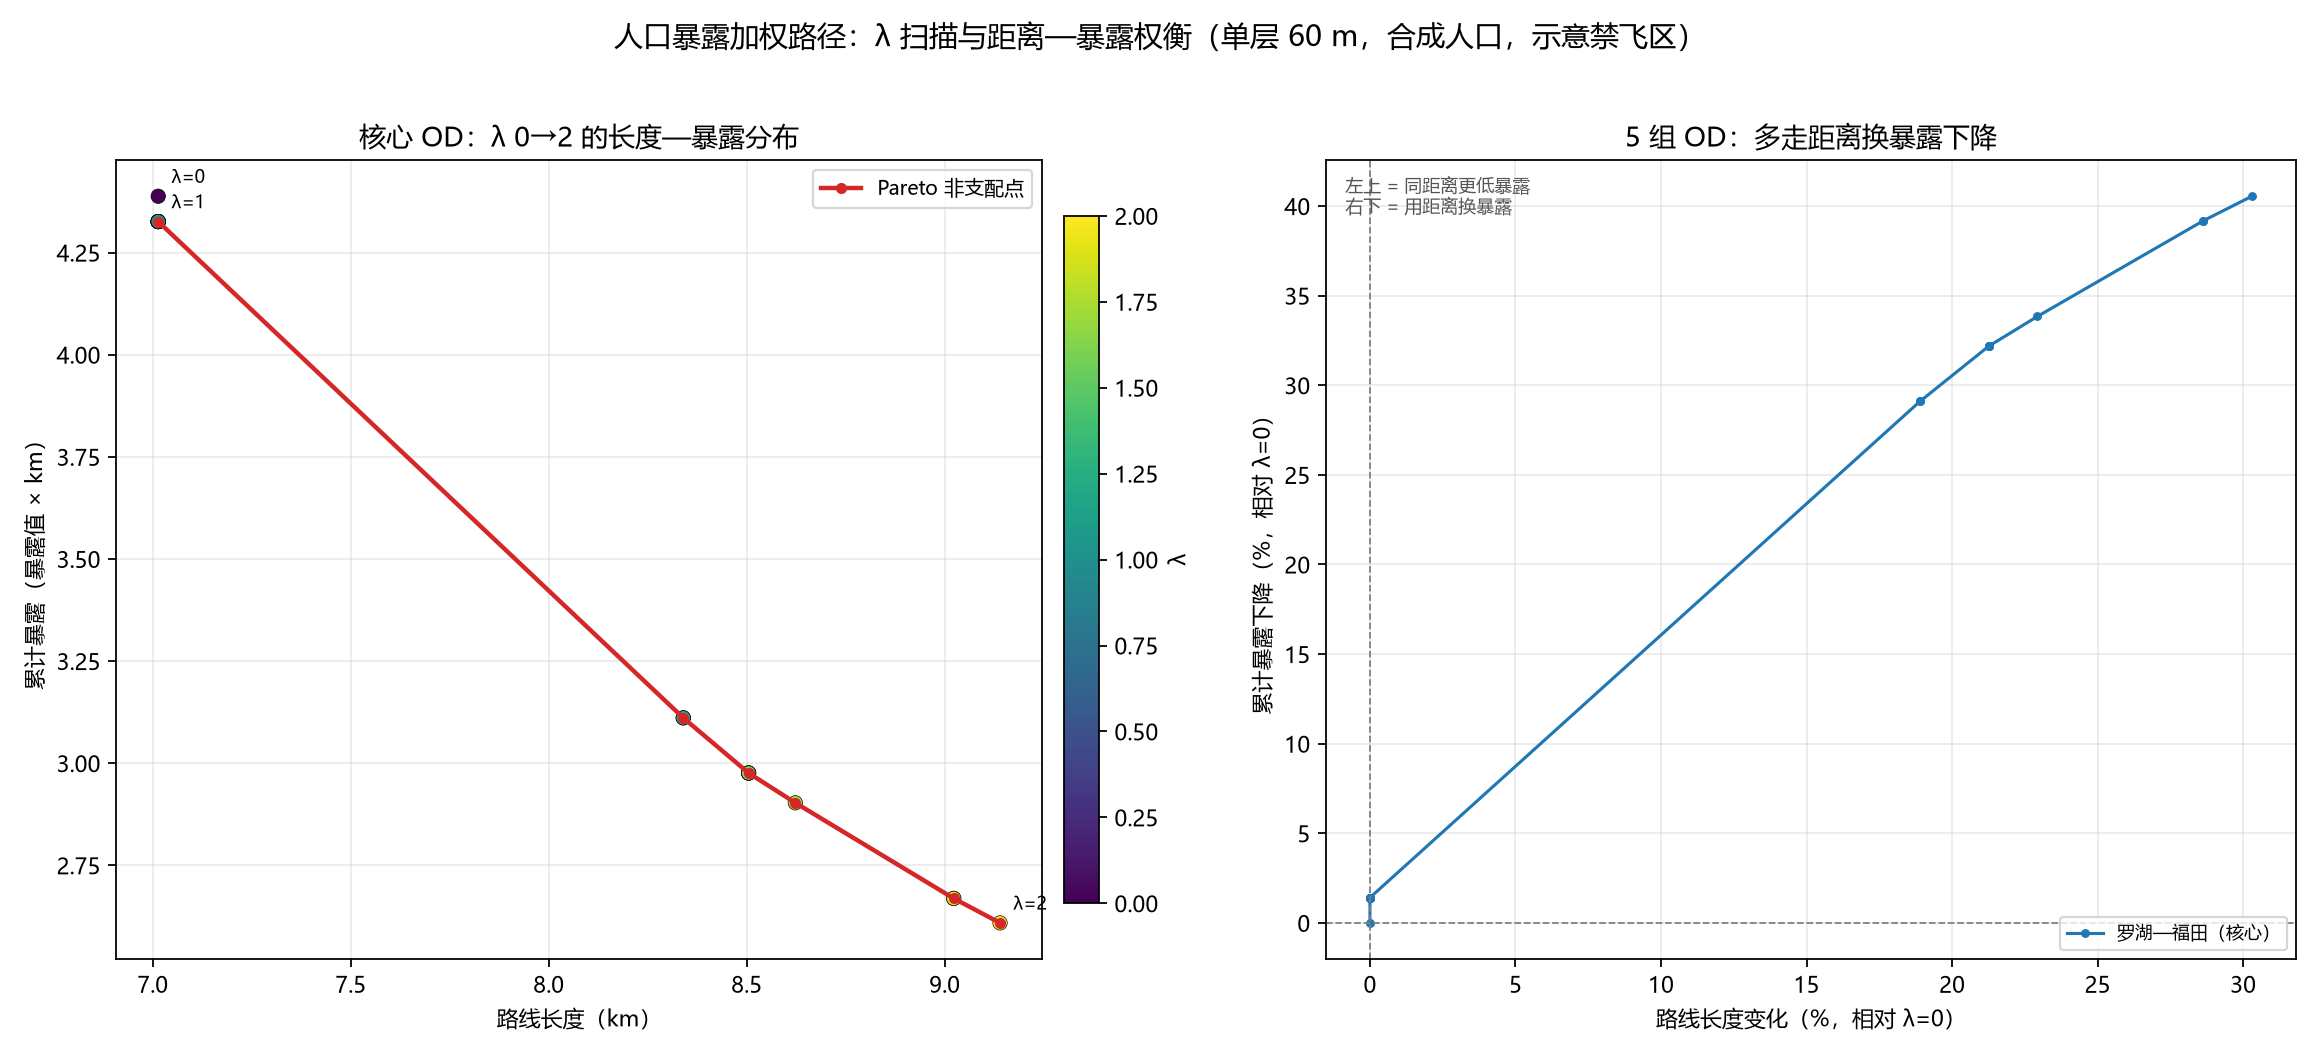 人口暴露加权路径：λ 扫描与距离—暴露权衡（单层 60 m，合成人口，示意禁飞区）
核心 OD：λ 0→2 的长度—暴露分布
λ=0
λ=1
Pareto 非支配点
λ=2
4.25
4.00
3.75
3.50
3.25
3.00
2.75
累计暴露（暴露值 × km）
7.0
7.5
8.0
8.5
9.0
路线长度（km）
2.00
1.75
1.50
1.25
1.00
0.75
0.50
0.25
0.00
λ
5 组 OD：多走距离换暴露下降
左上 = 同距离更低暴露
右下 = 用距离换暴露
40
35
30
25
20
15
10
5
0
累计暴露下降（%，相对 λ=0）
罗湖—福田（核心）
0
5
10
15
20
25
30
路线长度变化（%，相对 λ=0）